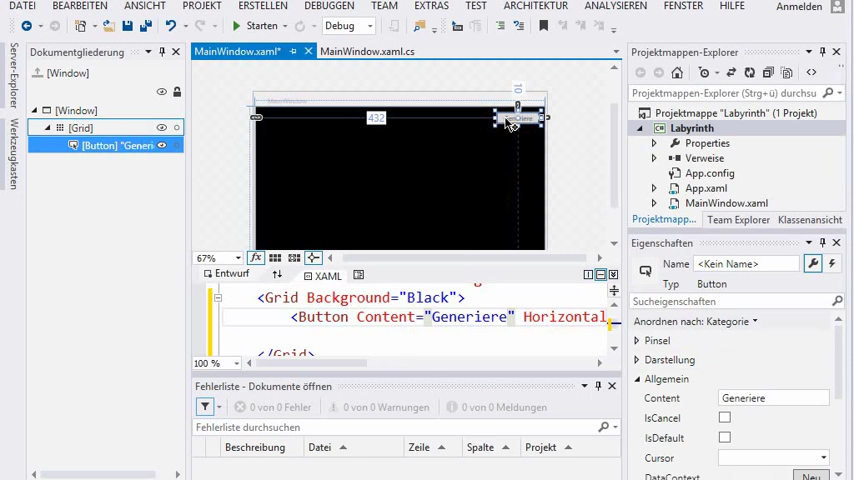 DATEI BEARBEITEN ANSICHT PROJEKT ERSTELLEN DEBUGGEN TEAM EXTRAS TEST ARCHITEKTUR ANALYSIEREN FENSTER HILFE Anmelden
Starten Debug
Server-Explorer
Werkzeugkasten
Dokumentgliederung
[Window]
[Window]
[Grid]
[Button] "Generie
MainWindow.xaml* MainWindow.xaml.cs
MainWindow
10
432
67%
Entwurf XAML
<Grid Background="Black">
<Button Content="Generiere" Horizontal
</Grid>
100 %
Fehlerliste - Dokumente öffnen
0 von 0 Fehler 0 von 0 Warnungen 0 von 0 Meldungen
Fehlerliste durchsuchen
Beschreibung Datei Zeile Spalte Projekt
Projektmappen-Explorer
Projektmappen-Explorer (Strg+ü) durchsu
Projektmappe "Labyrinth" (1 Projekt)
Labyrinth
Properties
Verweise
App.config
App.xaml
MainWindow.xaml
Projektmapp... Team Explorer Klassenansicht
Eigenschaften
Name <Kein Name>
Typ Button
Sucheigenschaften
Anordnen nach: Kategorie
Pinsel
Darstellung
Allgemein
Content Generiere
IsCancel
IsDefault
Cursor
DataContext Neu